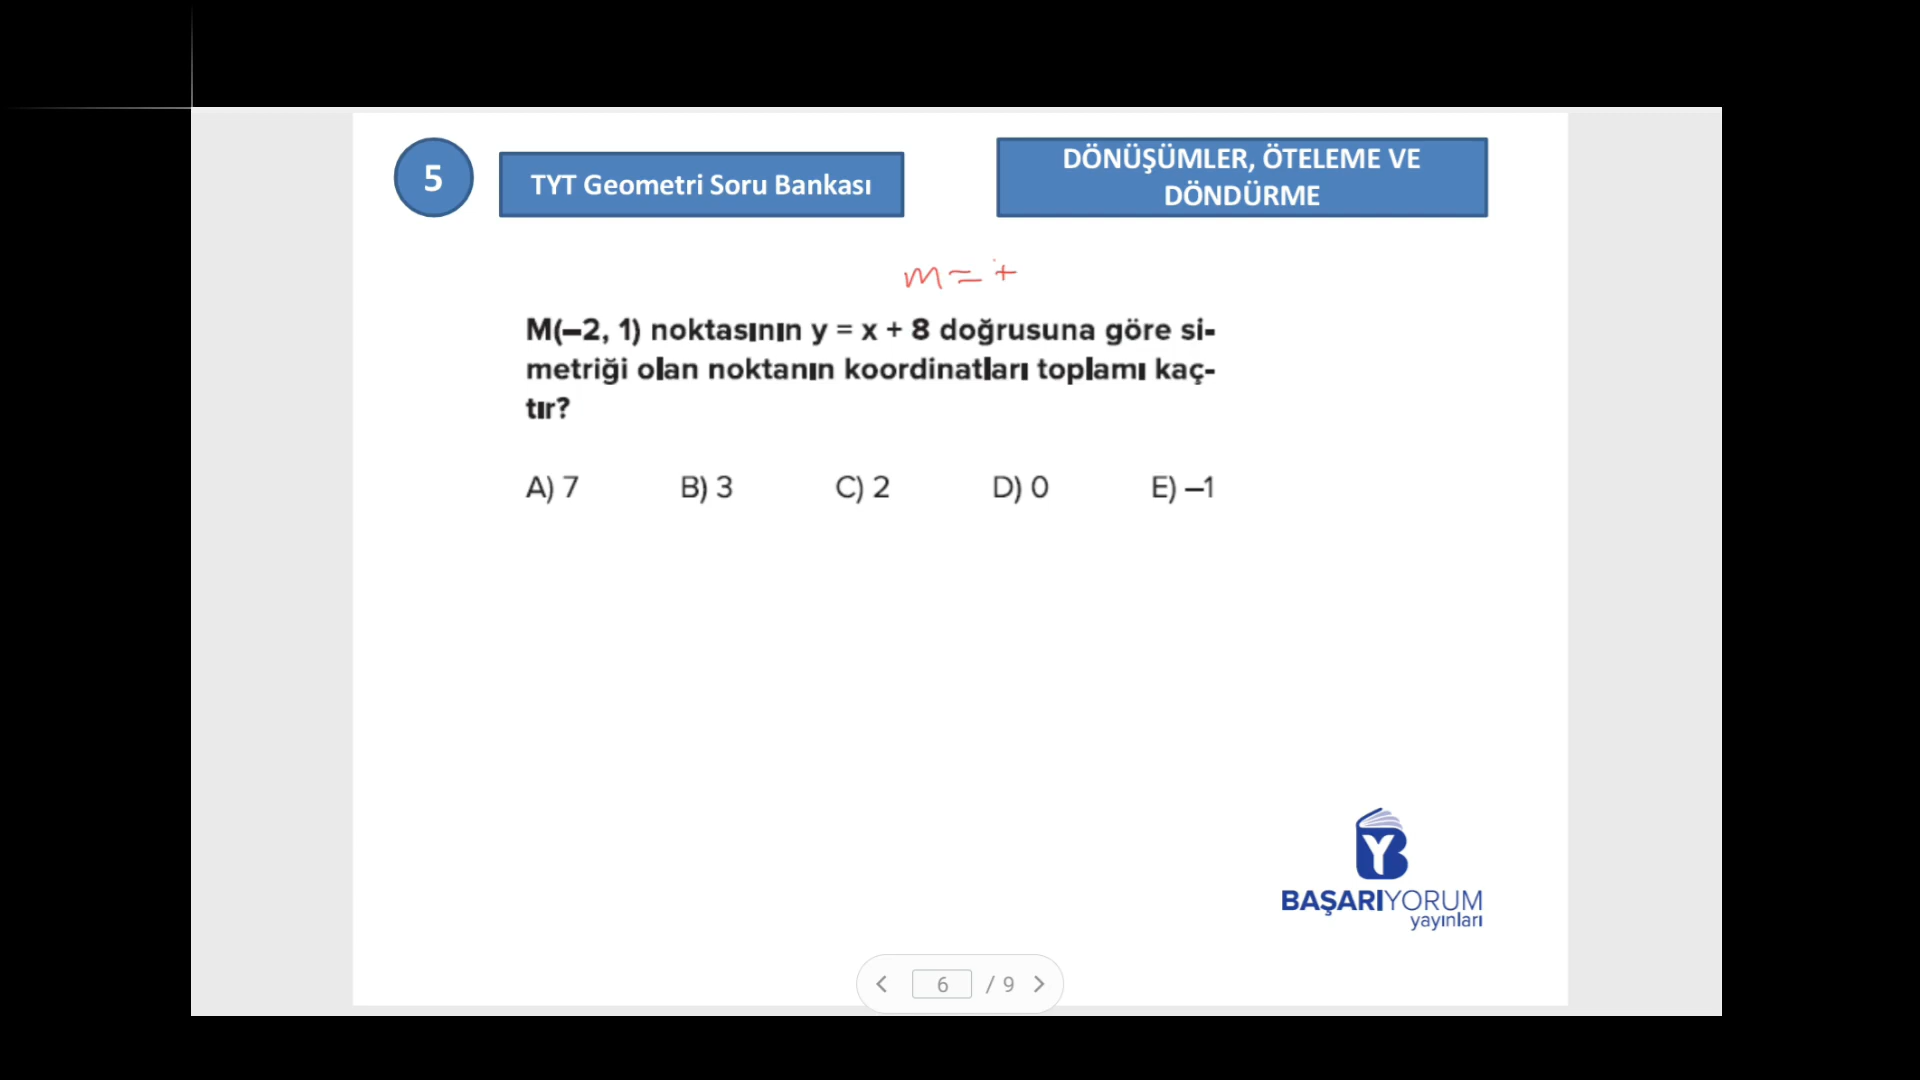 5
TYT Geometri Soru Bankası
DÖNÜŞÜMLER, ÖTELEME VE
DÖNDÜRME
m = +
M(–2, 1) noktasının y = x + 8 doğrusuna göre si-
metriği olan noktanın koordinatları toplamı kaç-
tır?
A) 7 B) 3 C) 2 D) 0 E) –1
BAŞARIYORUM
yayınları
6 / 9